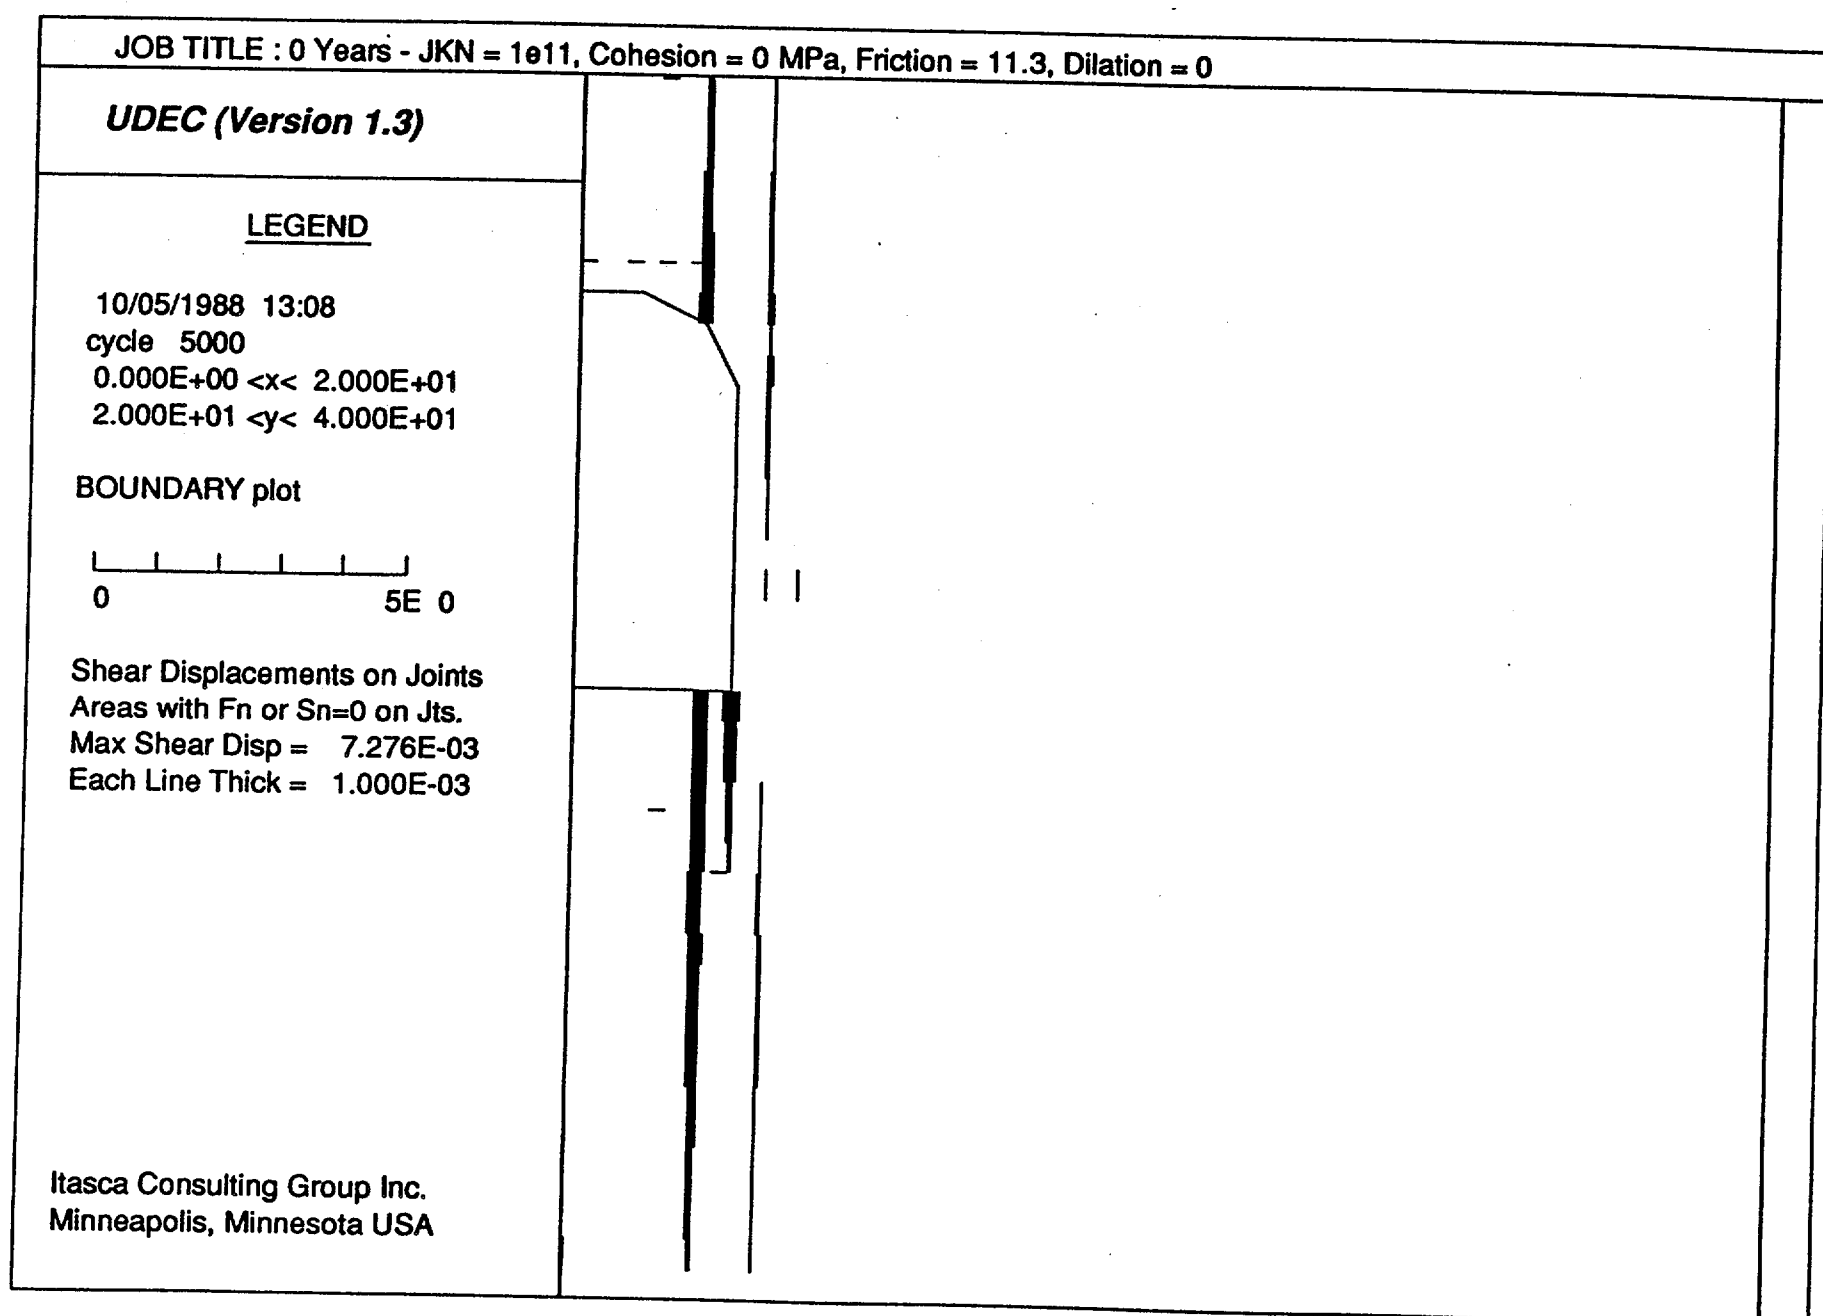 JOB TITLE : 0 Years - JKN = 1e11, Cohesion = 0 MPa, Friction = 11.3, Dilation = 0
UDEC (Version 1.3)
LEGEND
10/05/1988 13:08
cycle 5000
0.000E+00 <x< 2.000E+01
2.000E+01 <y< 4.000E+01
BOUNDARY plot
0 5E 0
Shear Displacements on Joints
Areas with Fn or Sn=0 on Jts.
Max Shear Disp = 7.276E-03
Each Line Thick = 1.000E-03
Itasca Consulting Group Inc.
Minneapolis, Minnesota USA